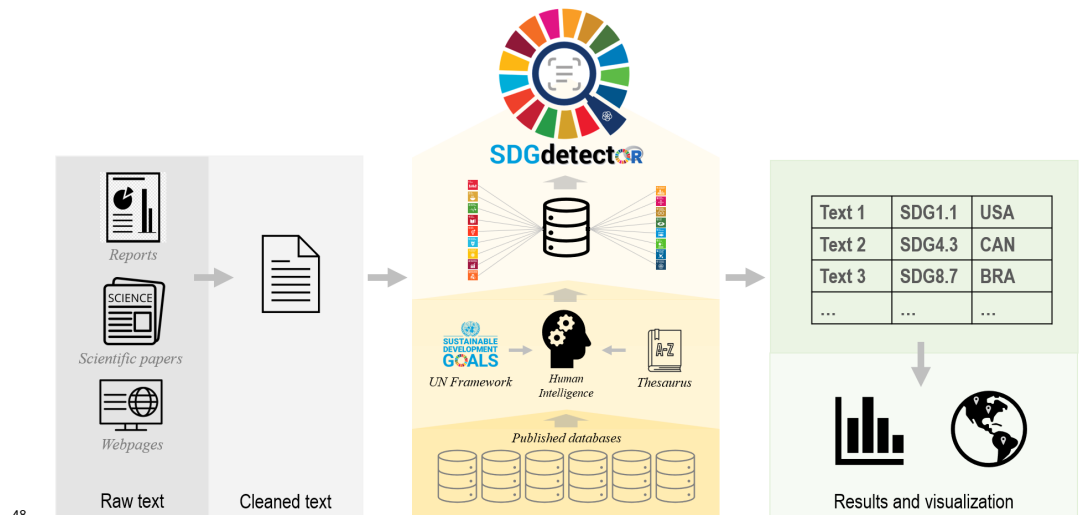 SDGdetectoR
Reports
SCIENCE
Scientific papers
Webpages
Raw text
Cleaned text
SUSTAINABLE
DEVELOPMENT
GOALS
UN Framework
Human
Intelligence
A-Z
Thesaurus
Published databases
Text 1 SDG1.1 USA
Text 2 SDG4.3 CAN
Text 3 SDG8.7 BRA
... ... ...
Results and visualization
48